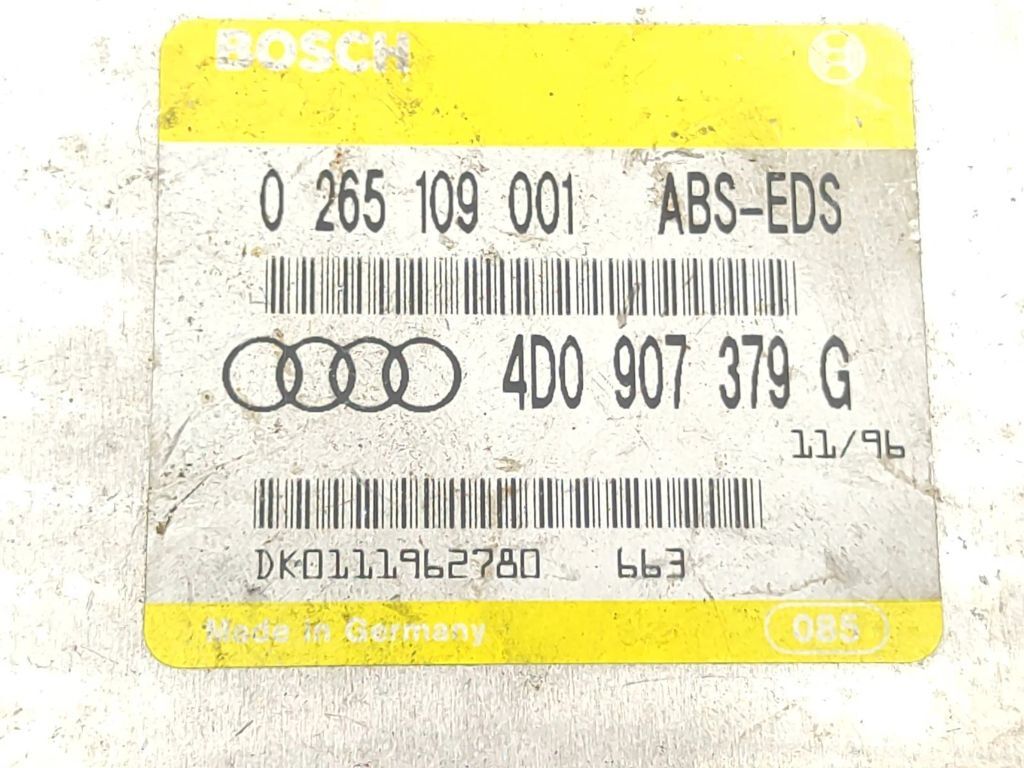 BOSCH
0 265 109 001 ABS-EDS
4D0 907 379 G
11/96
DK0111962780 663
Made in Germany 085